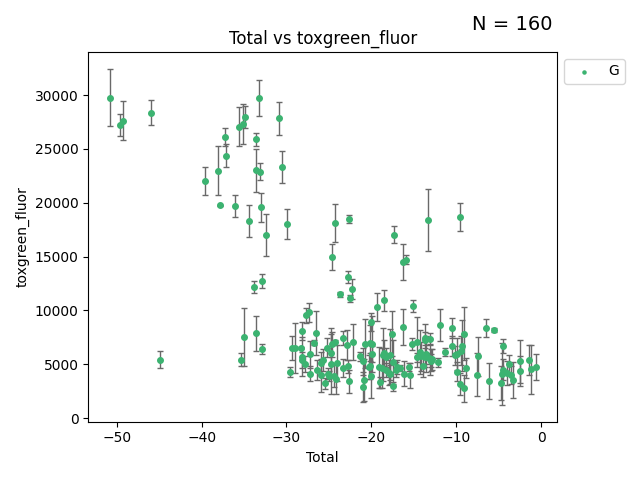 N = 160
Total vs toxgreen_fluor
G
30000
25000
20000
15000
10000
5000
0
toxgreen_fluor
−50 −40 −30 −20 −10 0
Total